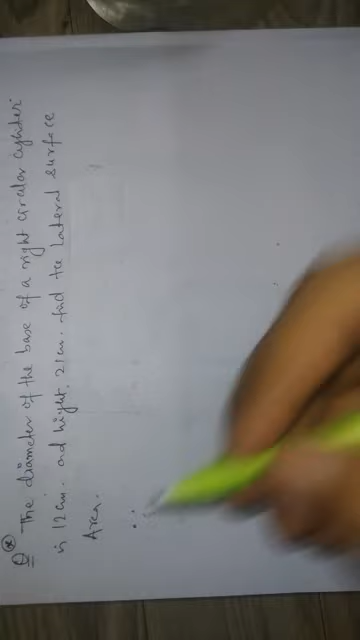 Q * The diameter of the base of a right circular cylinder
is 12 cm. and hight. 21 cm. find the Lateral surface
Area.